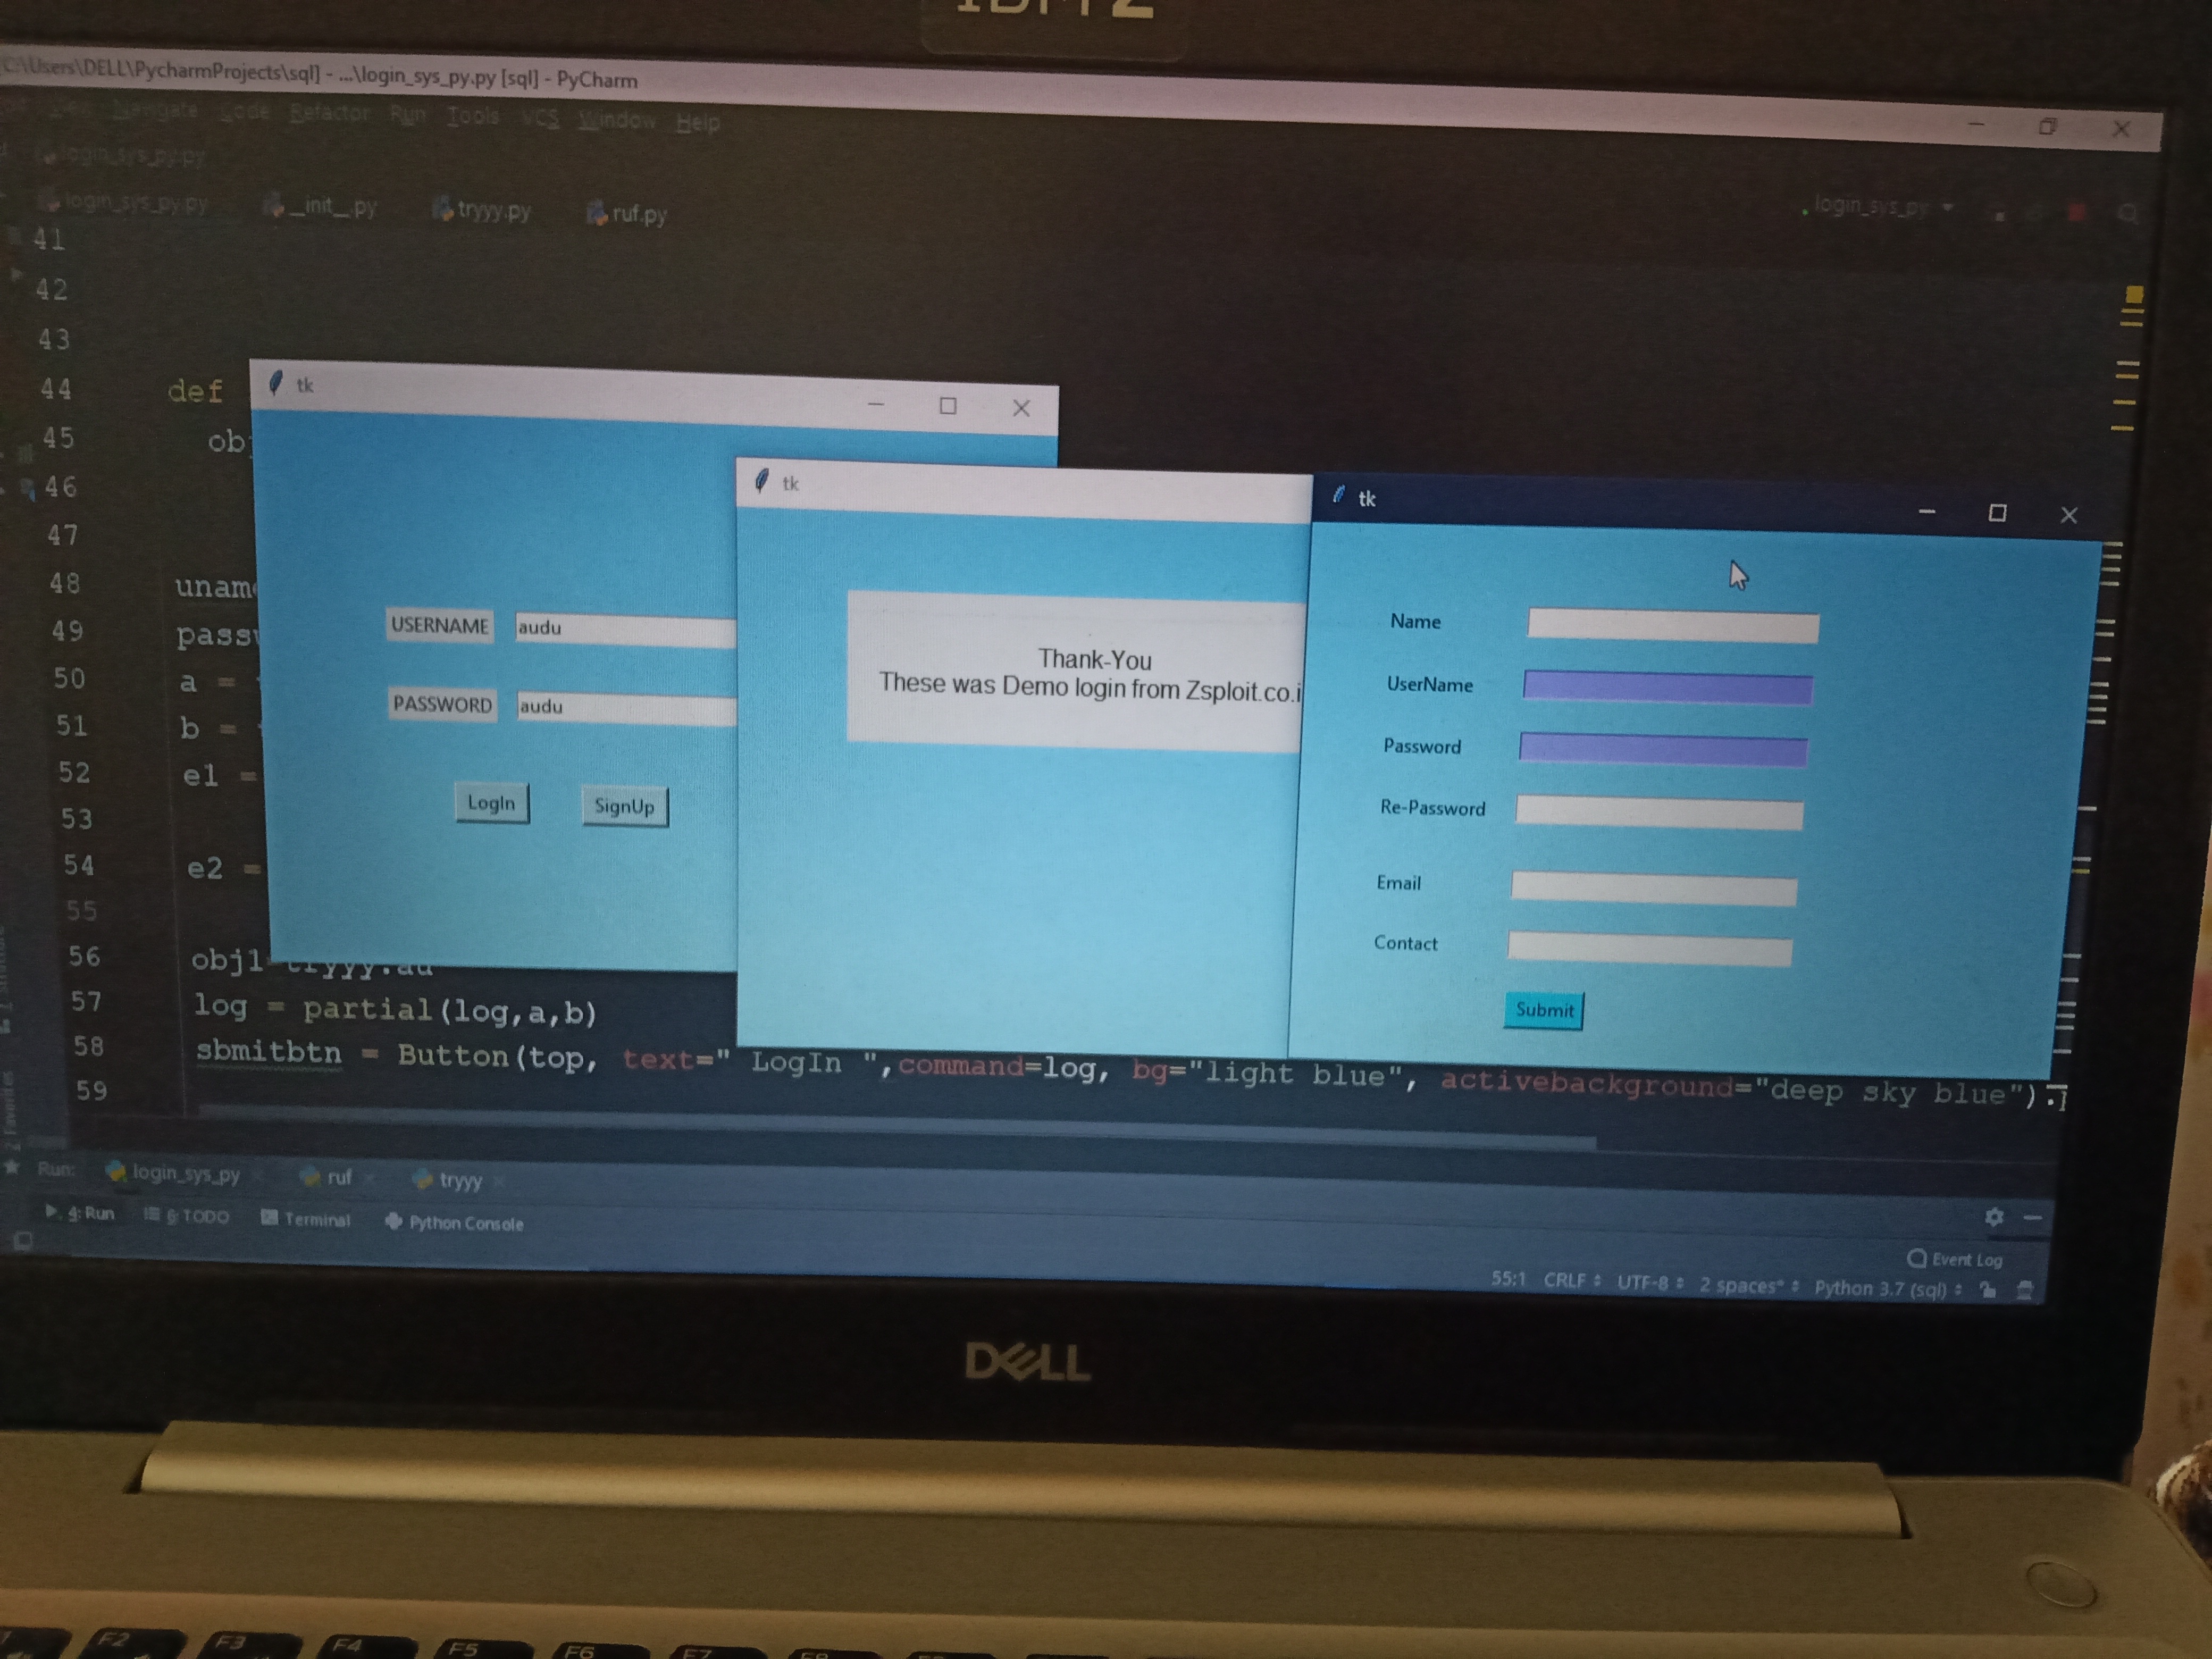 C:\Users\DELL\PycharmProjects\sql] - ...\login_sys_py.py [sql] - PyCharm
Navigate Code Refactor Run Tools VCS Window Help
login_sys_py.py
login_sys_py.py __init__.py tryyy.py ruf.py login_sys_py
41
42
43
44 def
45
46
47
48
49
50 a =
51 b =
52 e1 =
53
54 e2 =
55
56
57 log = partial(log,a,b)
58 sbmitbtn = Button(top, text=" LogIn ",command=log, bg="light blue", activebackground="deep sky blue").
59
tk
USERNAME audu
PASSWORD audu
LogIn SignUp
tk
Thank-You
These was Demo login from Zsploit.co.i
tk
Name
UserName
Password
Re-Password
Email
Contact
Submit
Run: login_sys_py ruf tryyy
4: Run 6: TODO Terminal Python Console
Event Log
55:1 CRLF UTF-8 2 spaces* Python 3.7 (sql)
2: Favorites
DELL
F2 F3 F4 F5 F6 F7